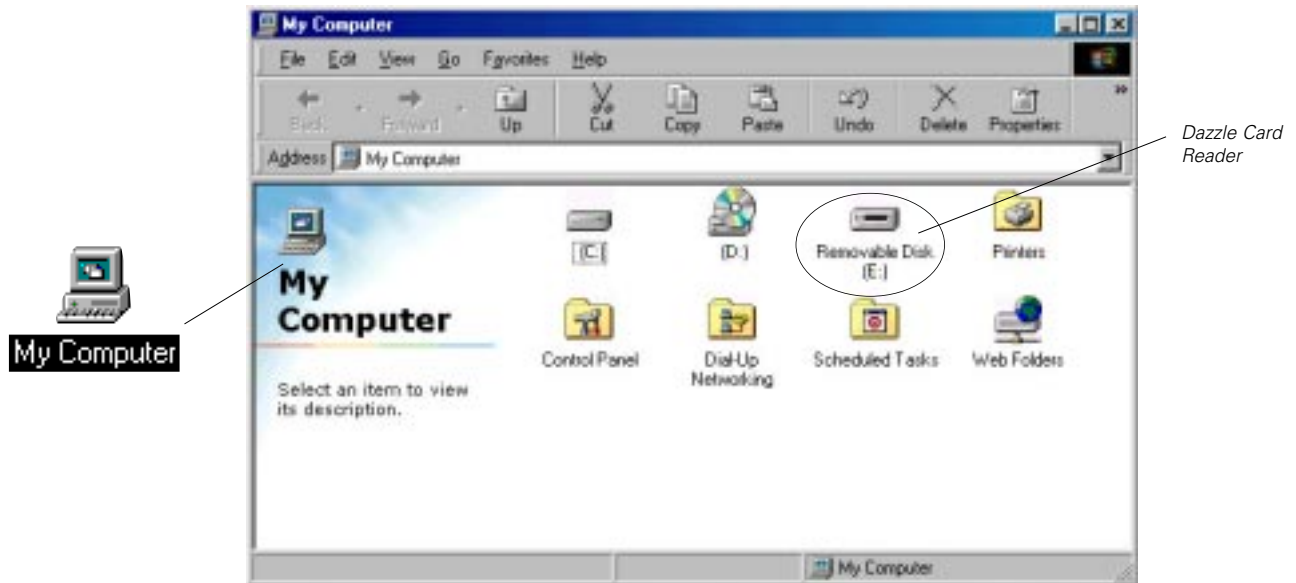 My Computer
File Edit View Go Favorites Help
Back Forward Up Cut Copy Paste Undo Delete Properties »
Address My Computer
Dazzle Card
Reader
My Computer
My
Computer
Select an item to view
its description.
(C:)
(D:)
Removable Disk
(E:)
Printers
Control Panel
Dial-Up
Networking
Scheduled Tasks
Web Folders
My Computer